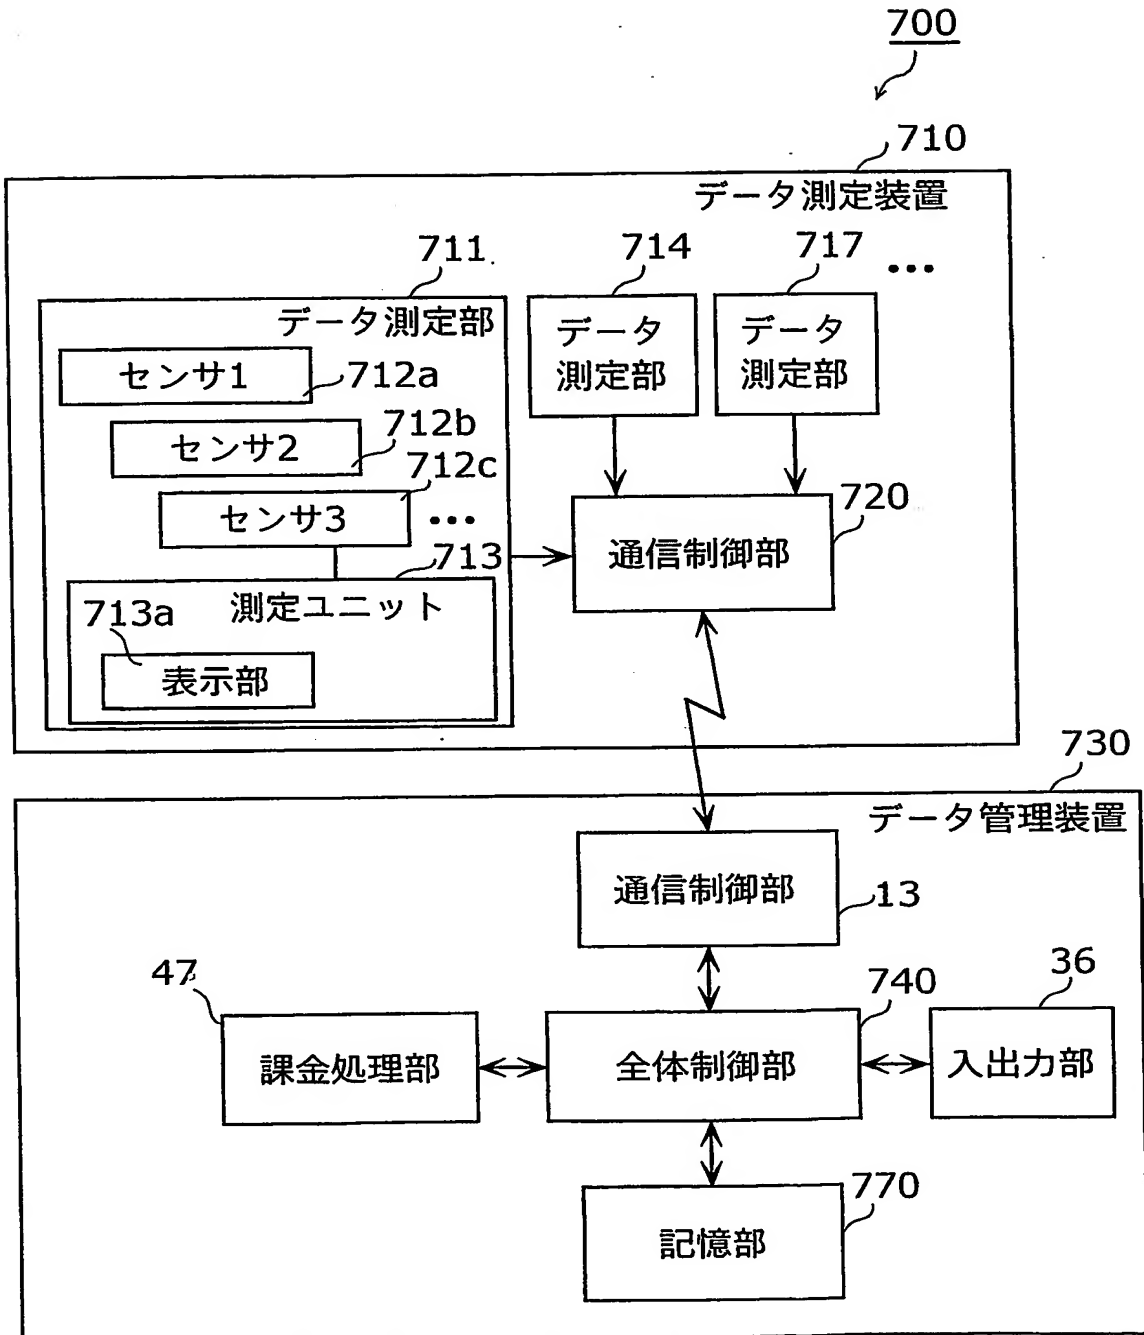 700
710
データ測定装置
711
714
717
...
データ測定部
データ
測定部
データ
測定部
センサ1
712a
センサ2
712b
712c
センサ3
...
720
通信制御部
713
713a
測定ユニット
表示部
730
データ管理装置
通信制御部
13
47
740
36
課金処理部
全体制御部
入出力部
770
記憶部